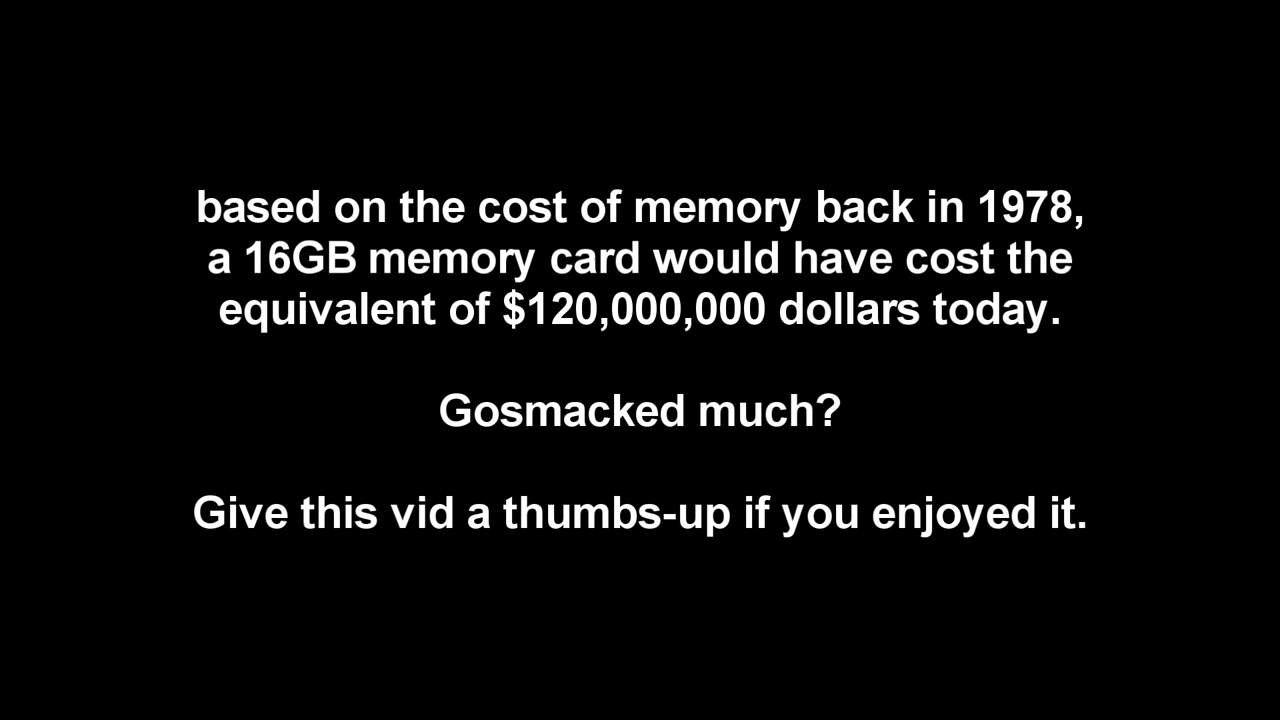 based on the cost of memory back in 1978,
a 16GB memory card would have cost the
equivalent of $120,000,000 dollars today.
Gosmacked much?
Give this vid a thumbs-up if you enjoyed it.